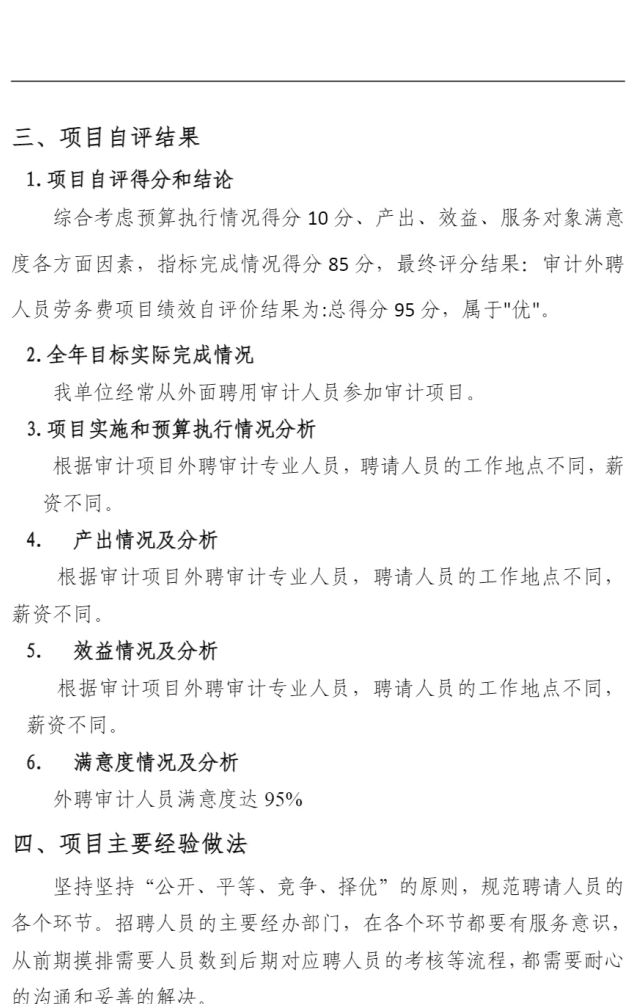 三、项目自评结果
1.项目自评得分和结论
综合考虑预算执行情况得分 10 分、产出、效益、服务对象满意
度各方面因素，指标完成情况得分 85 分，最终评分结果：审计外聘
人员劳务费项目绩效自评价结果为:总得分 95 分，属于"优"。
2.全年目标实际完成情况
我单位经常从外面聘用审计人员参加审计项目。
3.项目实施和预算执行情况分析
根据审计项目外聘审计专业人员，聘请人员的工作地点不同，薪
资不同。
4. 产出情况及分析
根据审计项目外聘审计专业人员，聘请人员的工作地点不同，
薪资不同。
5. 效益情况及分析
根据审计项目外聘审计专业人员，聘请人员的工作地点不同，
薪资不同。
6. 满意度情况及分析
外聘审计人员满意度达 95%
四、项目主要经验做法
坚持坚持“公开、平等、竞争、择优”的原则，规范聘请人员的
各个环节。招聘人员的主要经办部门，在各个环节都要有服务意识，
从前期摸排需要人员数到后期对应聘人员的考核等流程，都需要耐心
的沟通和妥善的解决。